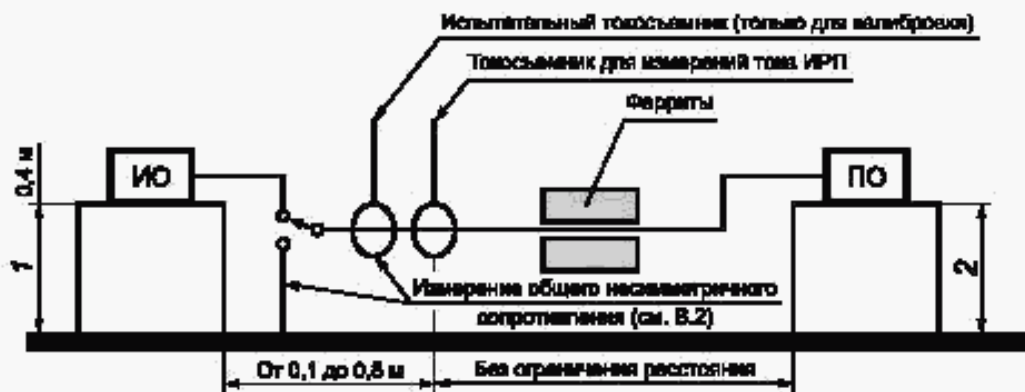 Испытательный токосъемник (только для калибровки)
Токосъемник для измерений тока ИРП
Ферриты
0,4 м
ИО
ПО
1
2
Измерение общего несимметричного
сопротивления (см. В.2)
От 0,1 до 0,8 м
Без ограничения расстояния